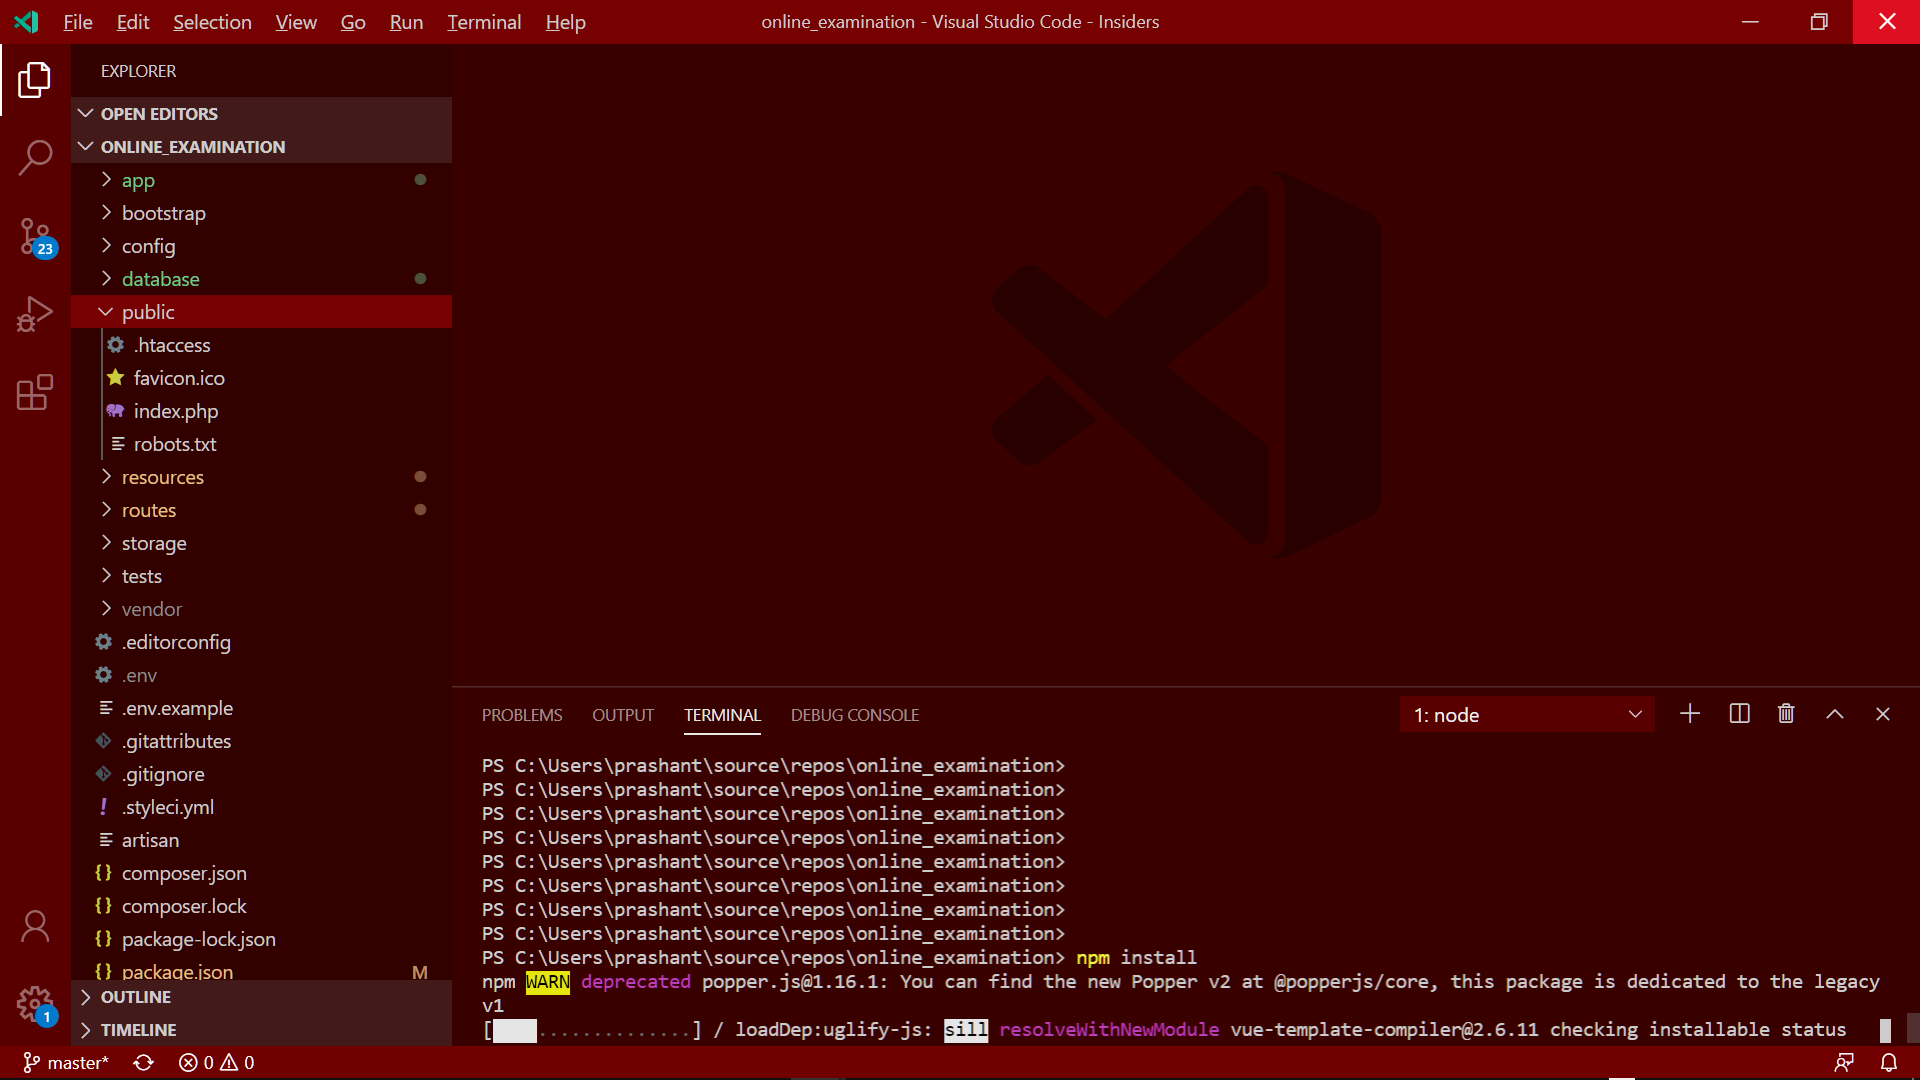 File Edit Selection View Go Run Terminal Help
online_examination - Visual Studio Code - Insiders
EXPLORER
OPEN EDITORS
ONLINE_EXAMINATION
app
bootstrap
config
23
database
public
.htaccess
favicon.ico
index.php
robots.txt
resources
routes
storage
tests
vendor
.editorconfig
.env
.env.example
.gitattributes
.gitignore
! .styleci.yml
artisan
{} composer.json
{} composer.lock
{} package-lock.json
{} package.json M
OUTLINE
1
TIMELINE
PROBLEMS OUTPUT TERMINAL DEBUG CONSOLE
1: node
PS C:\Users\prashant\source\repos\online_examination>
PS C:\Users\prashant\source\repos\online_examination>
PS C:\Users\prashant\source\repos\online_examination>
PS C:\Users\prashant\source\repos\online_examination>
PS C:\Users\prashant\source\repos\online_examination>
PS C:\Users\prashant\source\repos\online_examination>
PS C:\Users\prashant\source\repos\online_examination>
PS C:\Users\prashant\source\repos\online_examination>
PS C:\Users\prashant\source\repos\online_examination> npm install
npm WARN deprecated popper.js@1.16.1: You can find the new Popper v2 at @popperjs/core, this package is dedicated to the legacy
v1
[    ..............] / loadDep:uglify-js: sill resolveWithNewModule vue-template-compiler@2.6.11 checking installable status
master* 0 0